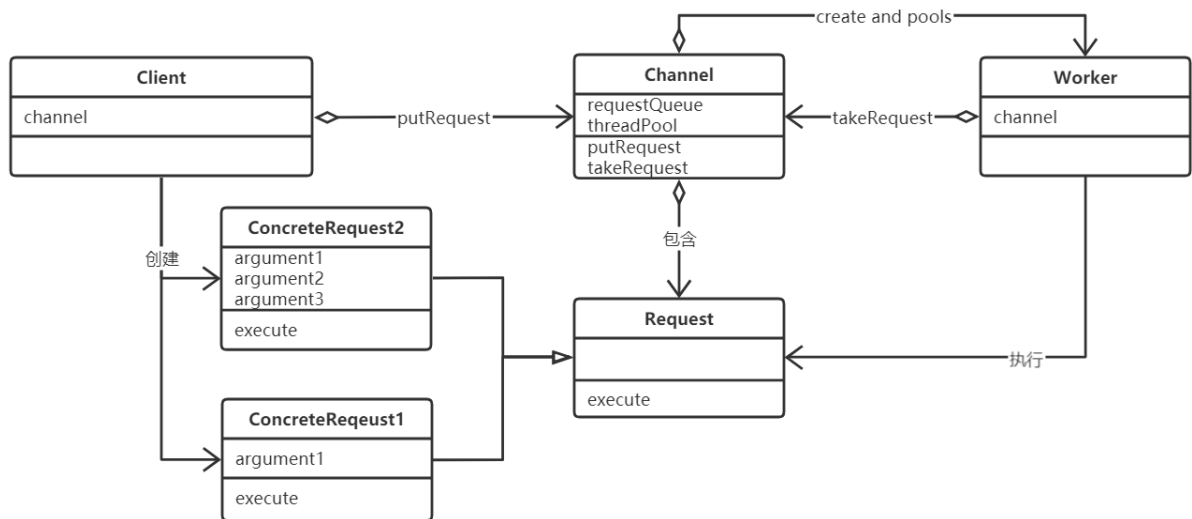 create and pools
Client
channel
putRequest
Channel
requestQueue
threadPool
putRequest
takeRequest
takeRequest
Worker
channel
创建
ConcreteRequest2
argument1
argument2
argument3
execute
包含
Request
execute
执行
ConcreteReqeust1
argument1
execute